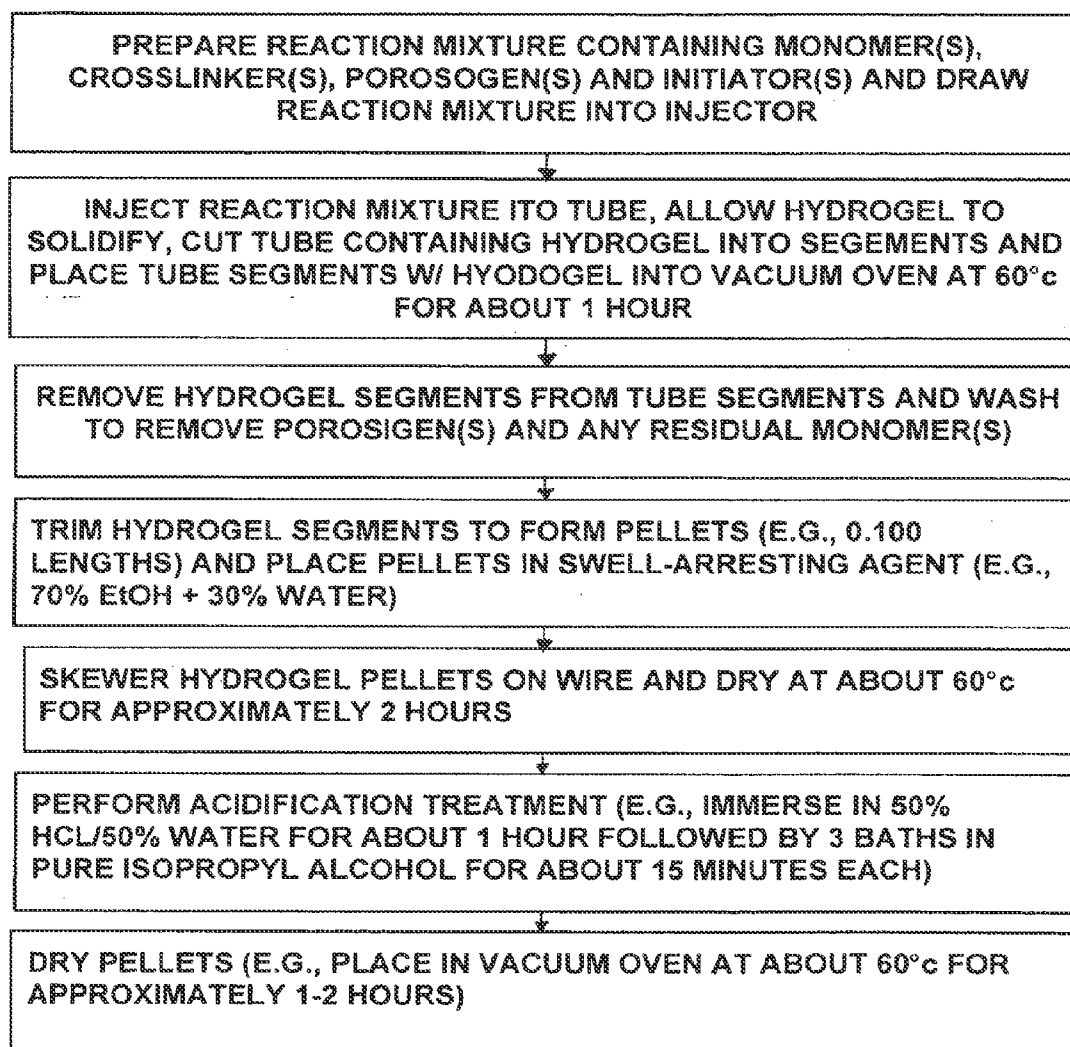 PREPARE REACTION MIXTURE CONTAINING MONOMER(S),
CROSSLINKER(S), POROSOGEN(S) AND INITIATOR(S) AND DRAW
REACTION MIXTURE INTO INJECTOR
INJECT REACTION MIXTURE ITO TUBE, ALLOW HYDROGEL TO
SOLIDIFY, CUT TUBE CONTAINING HYDROGEL INTO SEGEMENTS AND
PLACE TUBE SEGMENTS W/ HYODOGEL INTO VACUUM OVEN AT 60°c
FOR ABOUT 1 HOUR
REMOVE HYDROGEL SEGMENTS FROM TUBE SEGMENTS AND WASH
TO REMOVE POROSIGEN(S) AND ANY RESIDUAL MONOMER(S)
TRIM HYDROGEL SEGMENTS TO FORM PELLETS (E.G., 0.100
LENGTHS) AND PLACE PELLETS IN SWELL-ARRESTING AGENT (E.G.,
70% EtOH + 30% WATER)
SKEWER HYDROGEL PELLETS ON WIRE AND DRY AT ABOUT 60°c
FOR APPROXIMATELY 2 HOURS
PERFORM ACIDIFICATION TREATMENT (E.G., IMMERSE IN 50%
HCL/50% WATER FOR ABOUT 1 HOUR FOLLOWED BY 3 BATHS IN
PURE ISOPROPYL ALCOHOL FOR ABOUT 15 MINUTES EACH)
DRY PELLETS (E.G., PLACE IN VACUUM OVEN AT ABOUT 60°c FOR
APPROXIMATELY 1-2 HOURS)